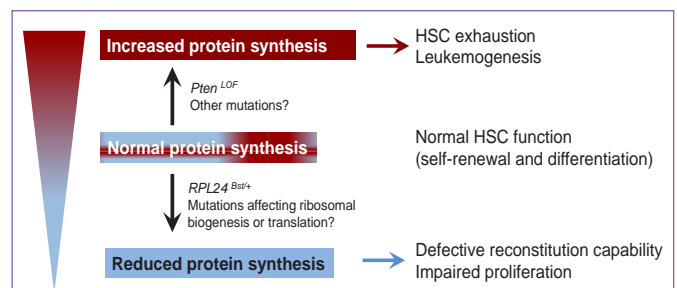 Increased protein synthesis
HSC exhaustion
Leukemogenesis
Pten LOF
Other mutations?
Normal protein synthesis
Normal HSC function
(self-renewal and differentiation)
RPL24 Bst/+
Mutations affecting ribosomal
biogenesis or translation?
Reduced protein synthesis
Defective reconstitution capability
Impaired proliferation